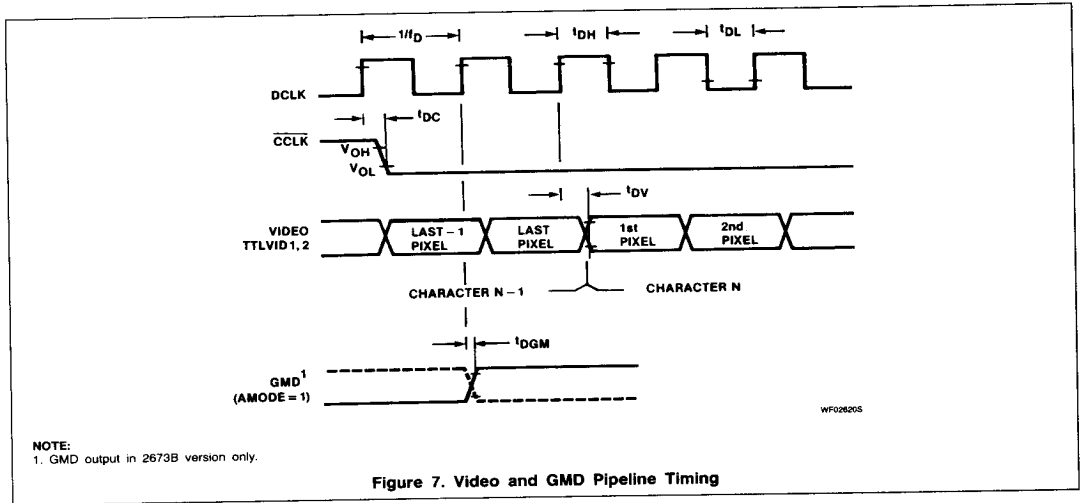 1/fD
tDH
tDL
DCLK
tDC
CCLK
VOH
VOL
tDV
VIDEO
TTLVID1, 2
LAST – 1
PIXEL
LAST
PIXEL
1st
PIXEL
2nd
PIXEL
CHARACTER N – 1
CHARACTER N
tDGM
GMD1
(AMODE = 1)
WF02620S
NOTE:
1. GMD output in 2673B version only.
Figure 7. Video and GMD Pipeline Timing